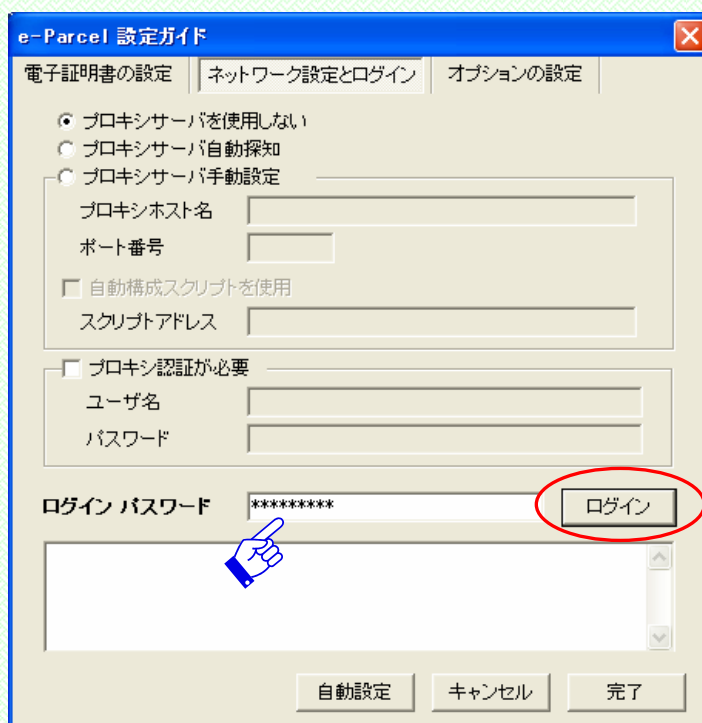 e-Parcel 設定ガイド
電子証明書の設定 ネットワーク設定とログイン オプションの設定
プロキシサーバを使用しない
プロキシサーバ自動探知
プロキシサーバ手動設定
プロキシホスト名
ポート番号
自動構成スクリプトを使用
スクリプトアドレス
プロキシ認証が必要
ユーザ名
パスワード
ログイン パスワード ********* ログイン
自動設定 キャンセル 完了